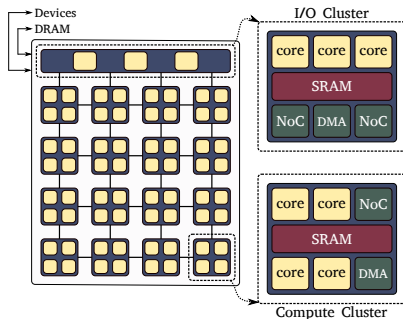 Devices
DRAM
I/O Cluster
core core core
SRAM
NoC DMA NoC
core core NoC
SRAM
core core DMA
Compute Cluster